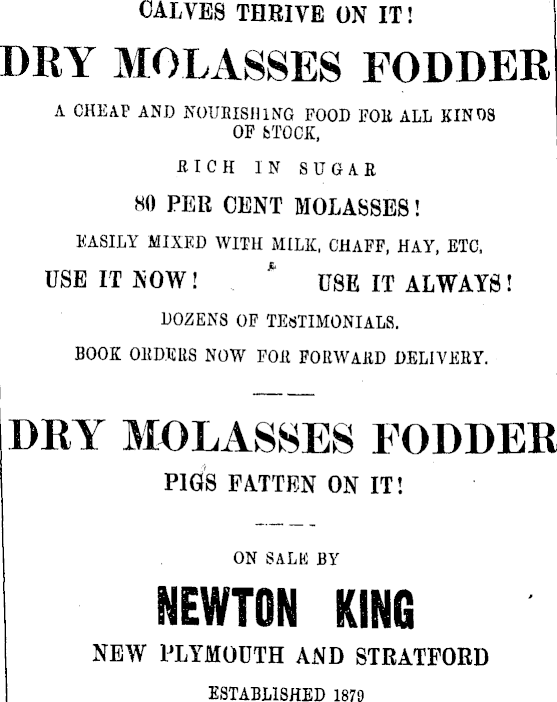 CALVES THRIVE ON IT!
DRY MOLASSES FODDER
A CHEAP AND NOURISHING FOOD FOR ALL KINDS
OF STOCK,
RICH IN SUGAR
80 PER CENT MOLASSES!
EASILY MIXED WITH MILK, CHAFF, HAY, ETC,
USE IT NOW! USE IT ALWAYS!
DOZENS OF TESTIMONIALS.
BOOK ORDERS NOW FOR FORWARD DELIVERY.
DRY MOLASSES FODDER
PIGS FATTEN ON IT!
ON SALE BY
NEWTON KING
NEW PLYMOUTH AND STRATFORD
ESTABLISHED 1879